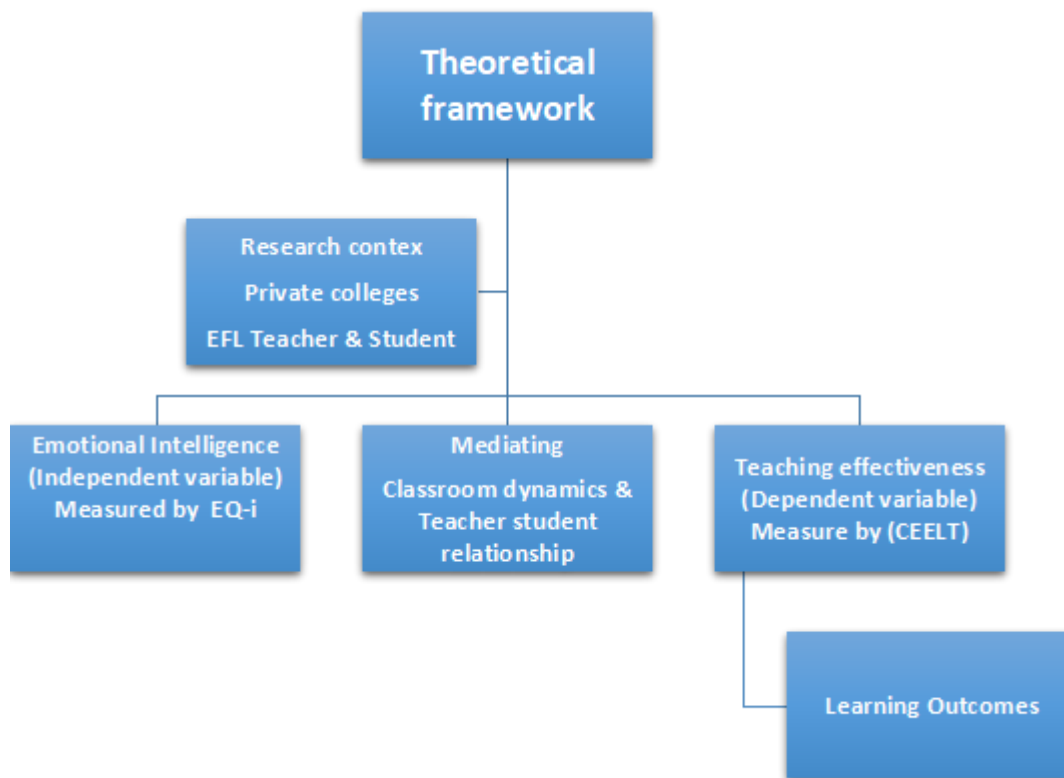 Theoretical
framework
Research contex
Private colleges
EFL Teacher & Student
Emotional Intelligence
(Independent variable)
Measured by EQ-i
Mediating
Classroom dynamics &
Teacher student
relationship
Teaching effectiveness
(Dependent variable)
Measure by (CEELT)
Learning Outcomes